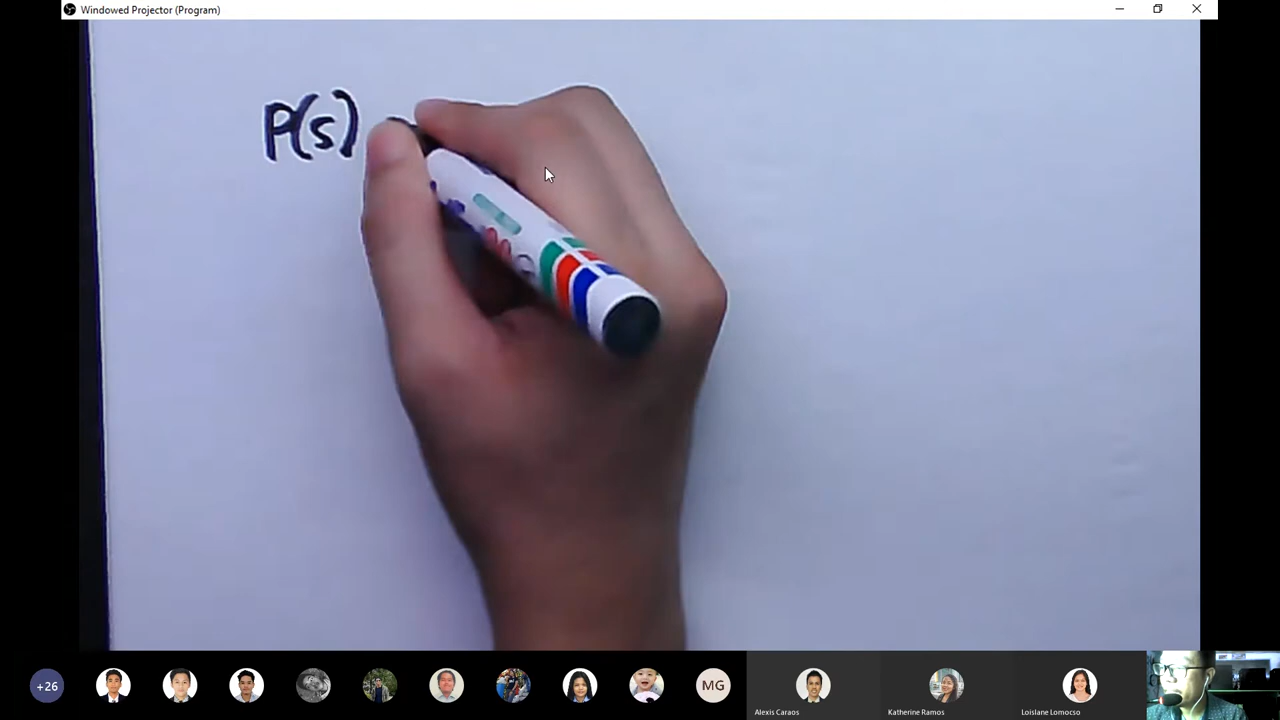 Windowed Projector (Program)
P(s)
+26
MG
Alexis Caraos
Katherine Ramos
Loislane Lomocso